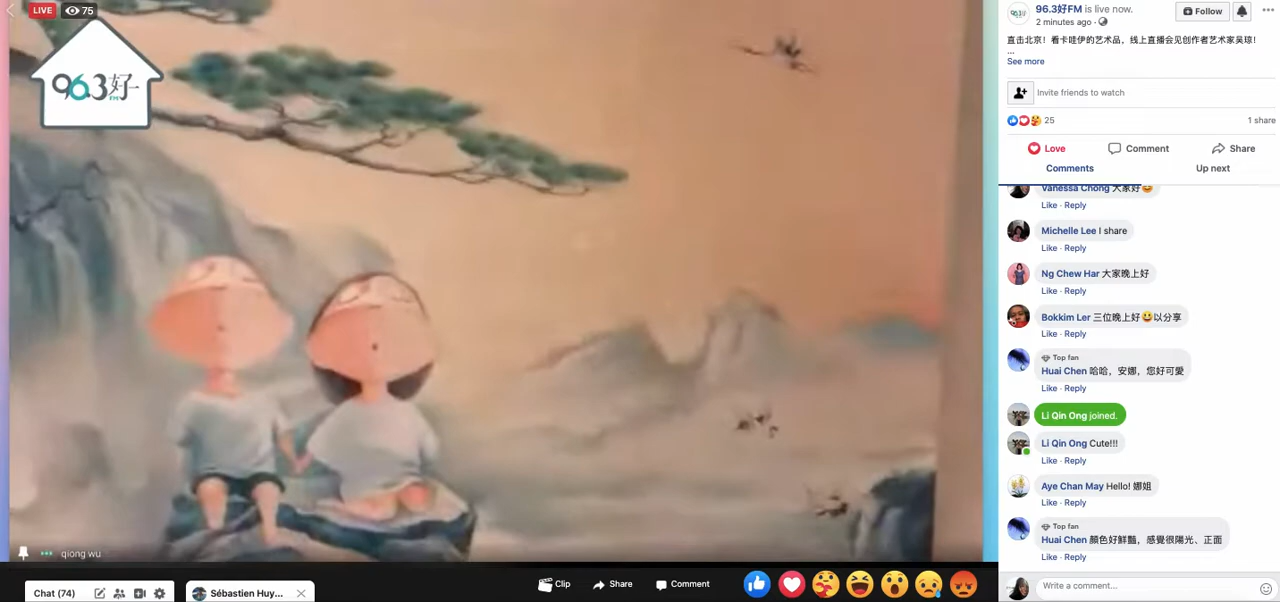 LIVE
75
96.3好
FM
96.3好FM is live now.
2 minutes ago
Follow
直击北京！看卡哇伊的艺术品，线上直播会见创作者艺术家吴琼！
...
See more
Invite friends to watch
25
1 share
Love
Comment
Share
Comments
Up next
Vanessa Chong 大家好
Like · Reply
Michelle Lee I share
Like · Reply
Ng Chew Har 大家晚上好
Like · Reply
Bokkim Ler 三位晚上好😃以分享
Like · Reply
Top fan
Huai Chen 哈哈，安娜，您好可愛
Like · Reply
Li Qin Ong joined.
Li Qin Ong Cute!!!
Like · Reply
Aye Chan May Hello! 娜姐
Like · Reply
Top fan
Huai Chen 顏色好鮮豔，感覺很陽光、正面
Like · Reply
Write a comment...
qiong wu
Clip
Share
Comment
Chat (74)
Sébastien Huy...